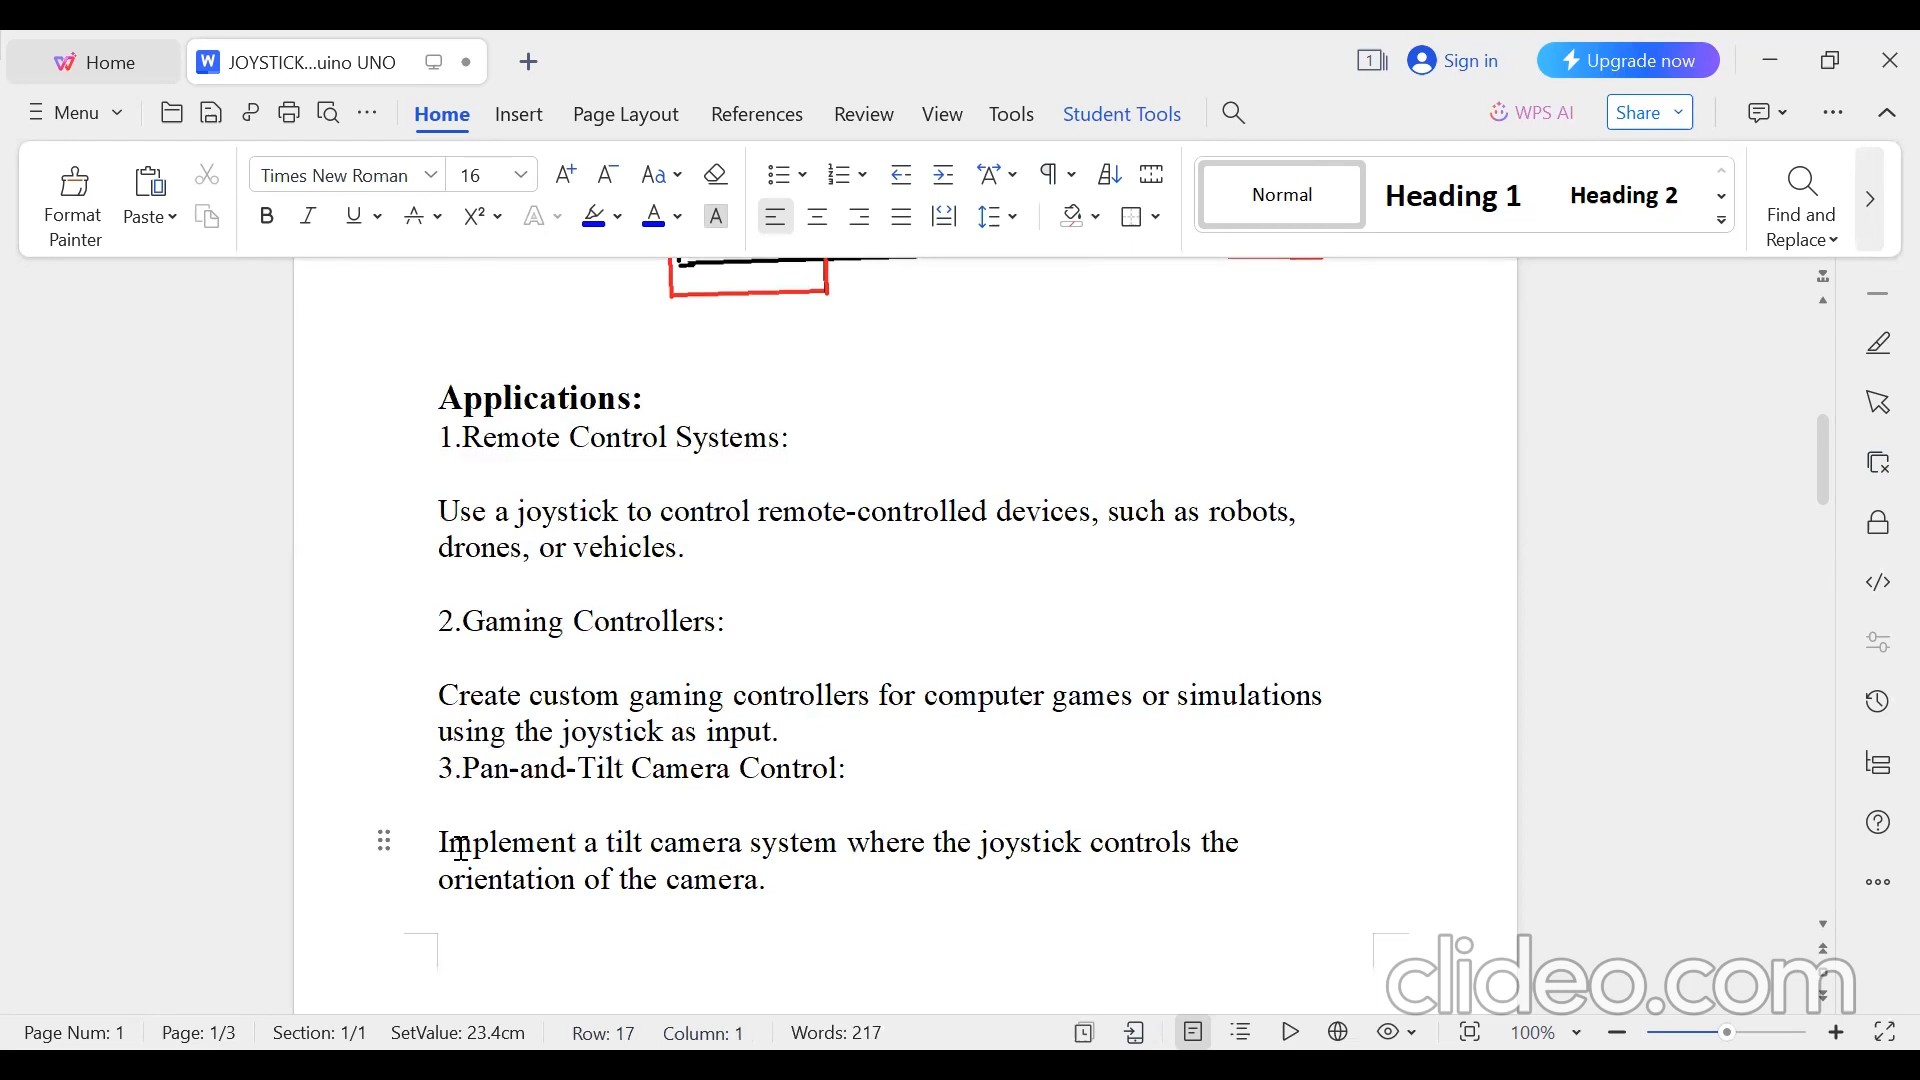 Home
JOYSTICK...uino UNO
1
Sign in
Upgrade now
Menu
Home Insert Page Layout References Review View Tools Student Tools
WPS AI
Share
Format
Painter
Paste
Times New Roman 16
Normal
Heading 1
Heading 2
Find and
Replace
Applications:
1.Remote Control Systems:
Use a joystick to control remote-controlled devices, such as robots,
drones, or vehicles.
2.Gaming Controllers:
Create custom gaming controllers for computer games or simulations
using the joystick as input.
3.Pan-and-Tilt Camera Control:
Implement a tilt camera system where the joystick controls the
orientation of the camera.
clideo.com
Page Num: 1 Page: 1/3 Section: 1/1 SetValue: 23.4cm Row: 17 Column: 1 Words: 217 100%